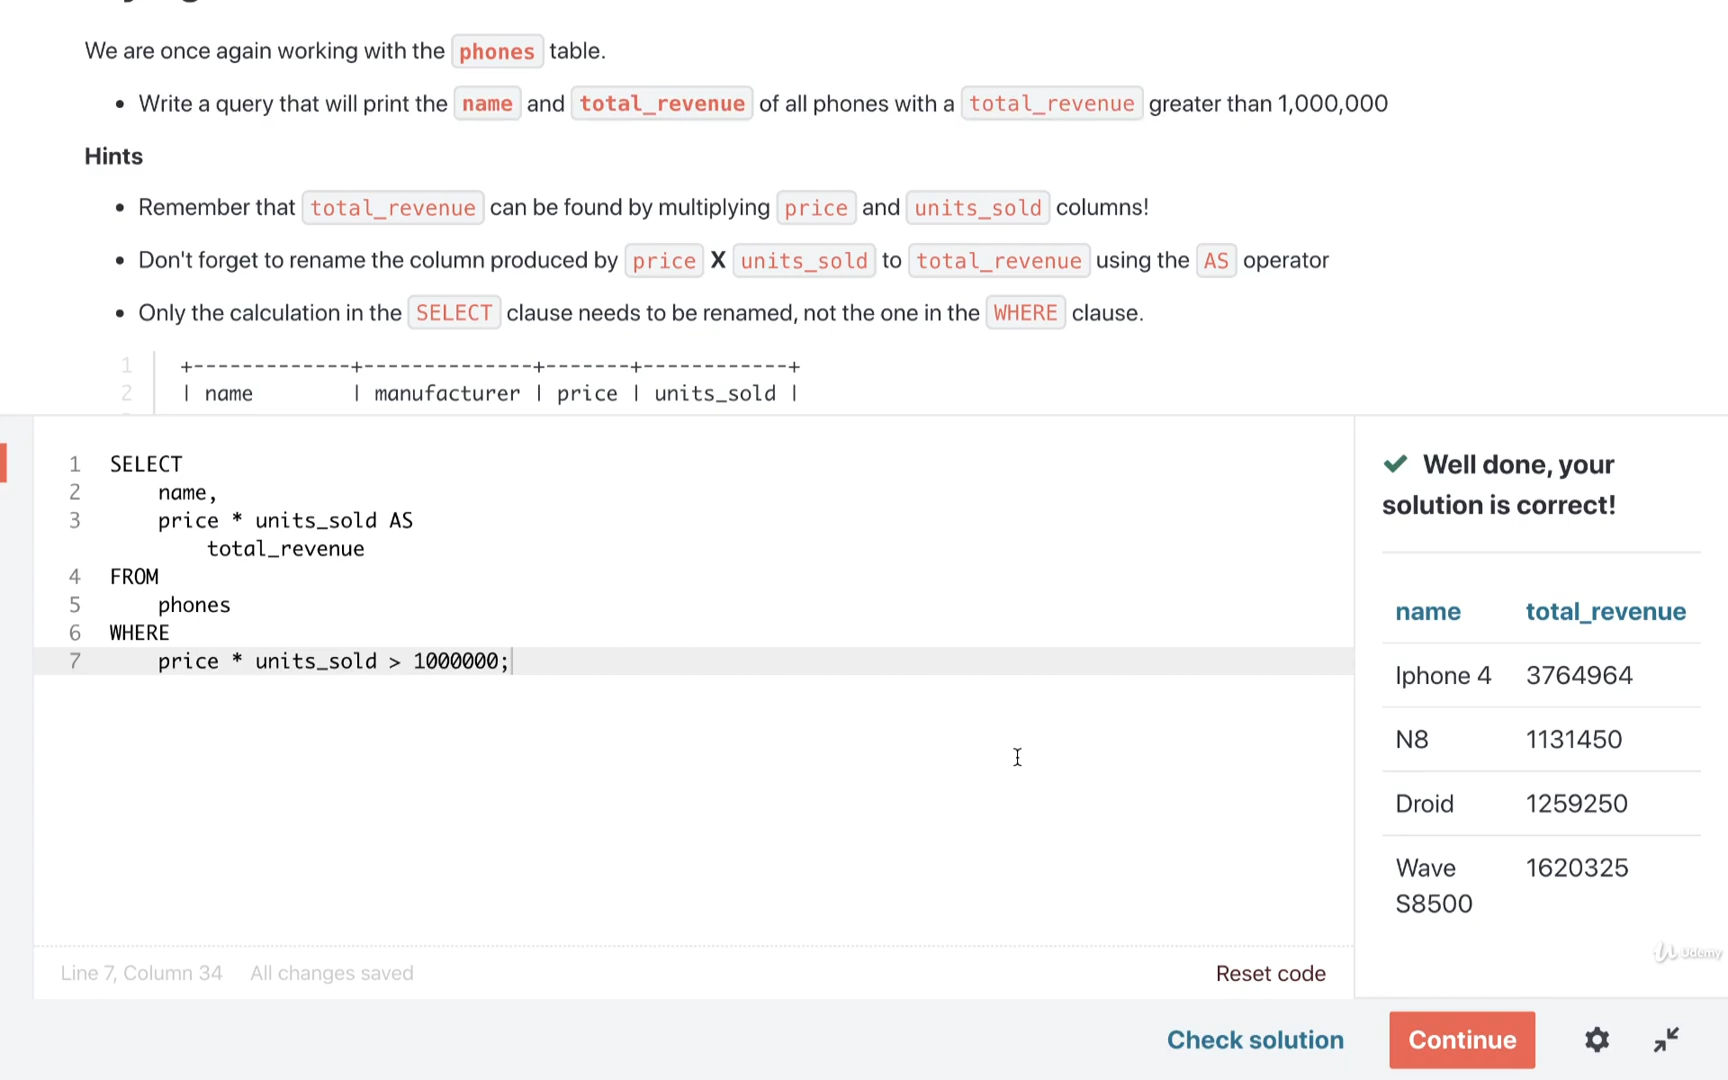 We are once again working with the phones table.
• Write a query that will print the name and total_revenue of all phones with a total_revenue greater than 1,000,000
Hints
• Remember that total_revenue can be found by multiplying price and units_sold columns!
• Don't forget to rename the column produced by price X units_sold to total_revenue using the AS operator
• Only the calculation in the SELECT clause needs to be renamed, not the one in the WHERE clause.
1 +-------------+--------------+-------+------------+
2 | name | manufacturer | price | units_sold |
1 SELECT
2 name,
3 price * units_sold AS
total_revenue
4 FROM
5 phones
6 WHERE
7 price * units_sold > 1000000;
Line 7, Column 34 All changes saved
Reset code
✔ Well done, your
solution is correct!
name total_revenue
Iphone 4 3764964
N8 1131450
Droid 1259250
Wave 1620325
S8500
Udemy
Check solution
Continue